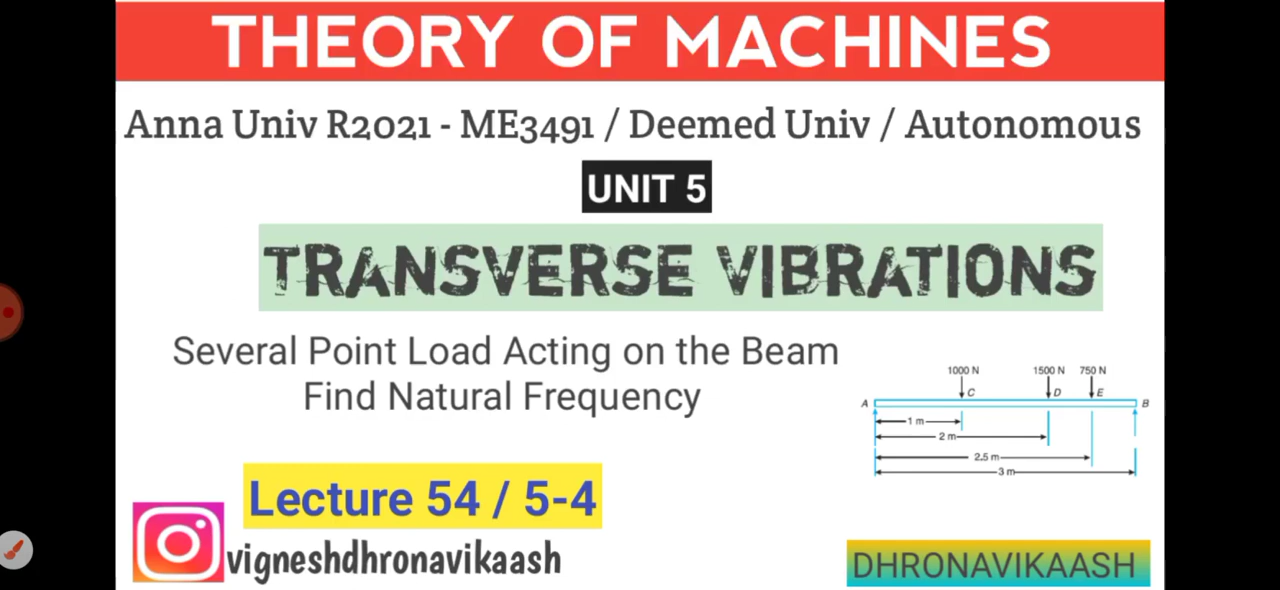 THEORY OF MACHINES
Anna Univ R2021 - ME3491 / Deemed Univ / Autonomous
UNIT 5
TRANSVERSE VIBRATIONS
Several Point Load Acting on the Beam
Find Natural Frequency
1000 N 1500 N 750 N
A C D E B
1 m
2 m
2.5 m
3 m
Lecture 54 / 5-4
vigneshdhronavikaash
DHRONAVIKAASH